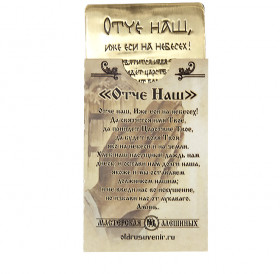 Отче наш,
иже еси на небесех!
«Отче Наш»
Отче наш, Иже еси на небесех!
Да святится имя Твое,
да приидет Царствие Твое,
да будет воля Твоя
яко на небеси и на земли.
Хлеб наш насущный даждь нам
днесь и остави нам долги наша,
якоже и мы оставляем
должником нашим;
и не введи нас во искушение,
но избави нас от лукаваго.
Аминь.
Мастерская Алешиных
oldrusuvenir.ru